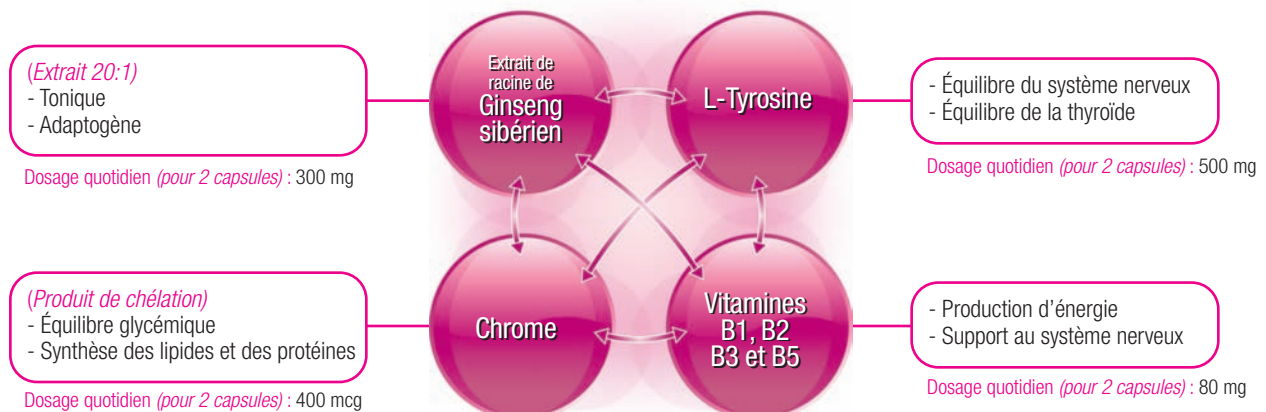 (Extrait 20:1)
- Tonique
- Adaptogène
Dosage quotidien (pour 2 capsules) : 300 mg
Extrait de
racine de
Ginseng
sibérien
L-Tyrosine
- Équilibre du système nerveux
- Équilibre de la thyroïde
Dosage quotidien (pour 2 capsules) : 500 mg
(Produit de chélation)
- Équilibre glycémique
- Synthèse des lipides et des protéines
Dosage quotidien (pour 2 capsules) : 400 mcg
Chrome
Vitamines
B1, B2
B3 et B5
- Production d’énergie
- Support au système nerveux
Dosage quotidien (pour 2 capsules) : 80 mg